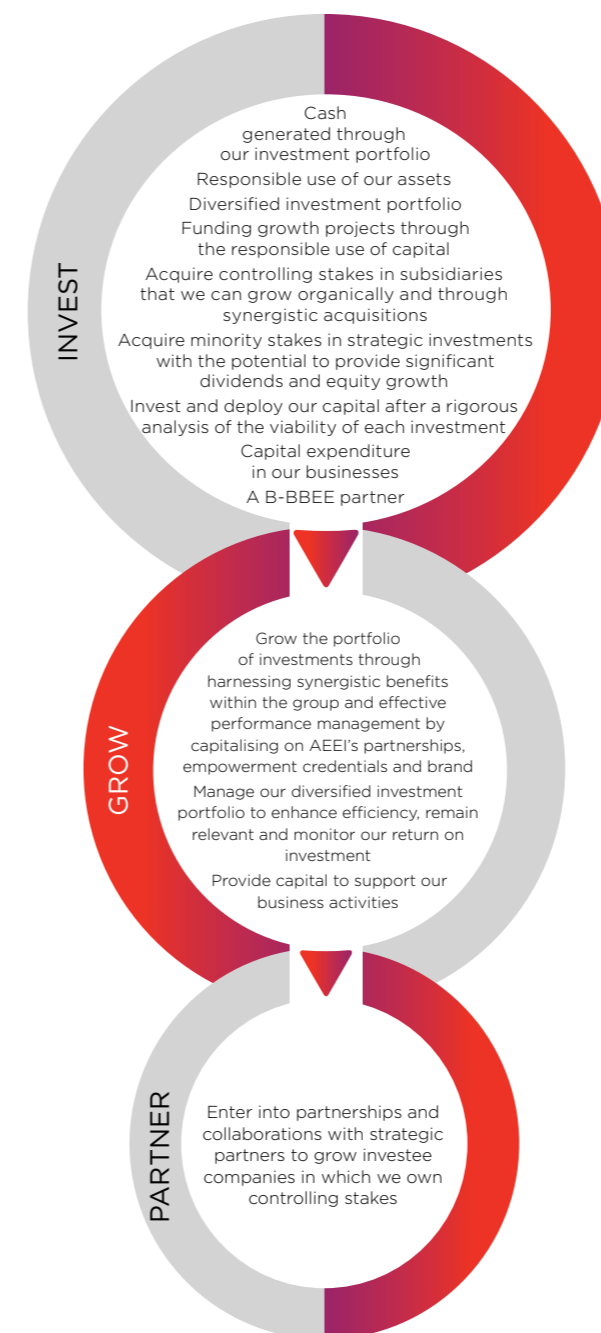 INVEST
Cash
generated through
our investment portfolio
Responsible use of our assets
Diversified investment portfolio
Funding growth projects through
the responsible use of capital
Acquire controlling stakes in subsidiaries
that we can grow organically and through
synergistic acquisitions
Acquire minority stakes in strategic investments
with the potential to provide significant
dividends and equity growth
Invest and deploy our capital after a rigorous
analysis of the viability of each investment
Capital expenditure
in our businesses
A B-BBEE partner
GROW
Grow the portfolio
of investments through
harnessing synergistic benefits
within the group and effective
performance management by
capitalising on AEEI’s partnerships,
empowerment credentials and brand
Manage our diversified investment
portfolio to enhance efficiency, remain
relevant and monitor our return on
investment
Provide capital to support our
business activities
PARTNER
Enter into partnerships and
collaborations with strategic
partners to grow investee
companies in which we own
controlling stakes